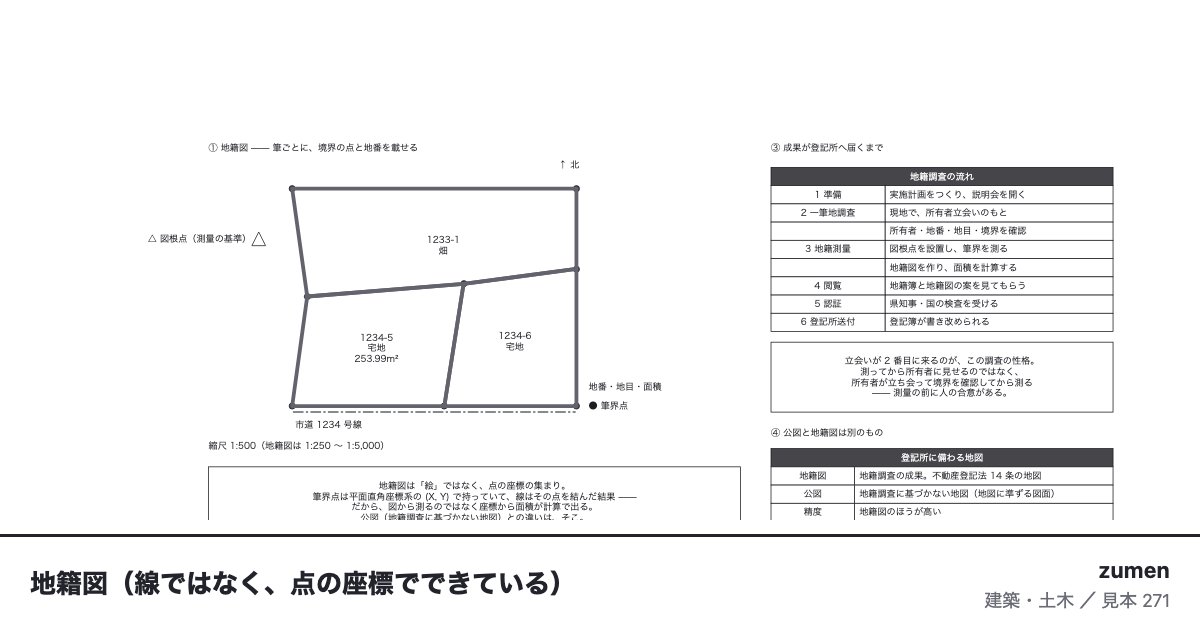 ① 地籍図 —— 筆ごとに、境界の点と地番を載せる
↑ 北
△ 図根点（測量の基準）
1233-1
畑
1234-5
宅地
253.99m²
1234-6
宅地
地番・地目・面積
● 筆界点
市道 1234 号線
縮尺 1:500（地籍図は 1:250 〜 1:5,000）
地籍図は「絵」ではなく、点の座標の集まり。
筆界点は平面直角座標系の (X, Y) で持っていて、線はその点を結んだ結果 ——
だから、図から測るのではなく座標から面積が計算で出る。
公図（地籍調査に基づかない地図）との違いは、そこ。
③ 成果が登記所へ届くまで
地籍調査の流れ
1 準備 実施計画をつくり、説明会を開く
2 一筆地調査 現地で、所有者立会いのもと
所有者・地番・地目・境界を確認
3 地籍測量 図根点を設置し、筆界を測る
地籍図を作り、面積を計算する
4 閲覧 地籍簿と地籍図の案を見てもらう
5 認証 県知事・国の検査を受ける
6 登記所送付 登記簿が書き改められる
立会いが 2 番目に来るのが、この調査の性格。
測ってから所有者に見せるのではなく、
所有者が立ち会って境界を確認してから測る
—— 測量の前に人の合意がある。
④ 公図と地籍図は別のもの
登記所に備わる地図
地籍図 地籍調査の成果。不動産登記法 14 条の地図
公図 地籍調査に基づかない地図（地図に準ずる図面）
精度 地籍図のほうが高い
地籍図（線ではなく、点の座標でできている）
zumen
建築・土木 ／ 見本 271